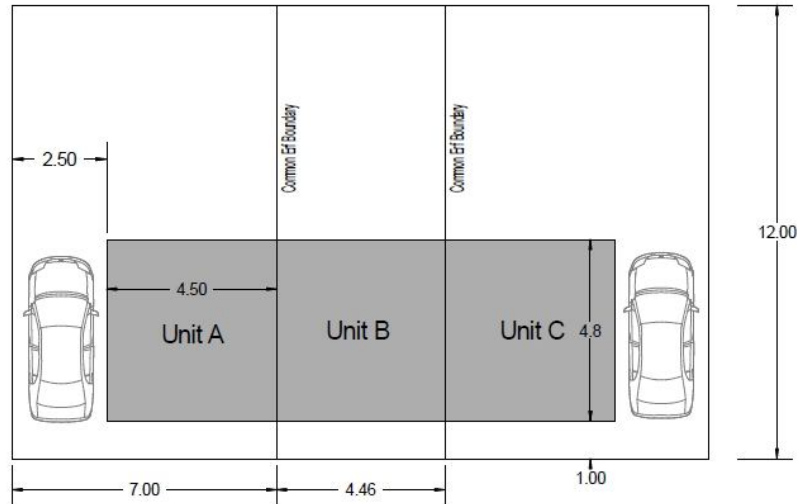 Common Erf Boundary
Common Erf Boundary
2.50
12.00
4.50
Unit A
Unit B
Unit C
4.8
7.00
4.46
1.00